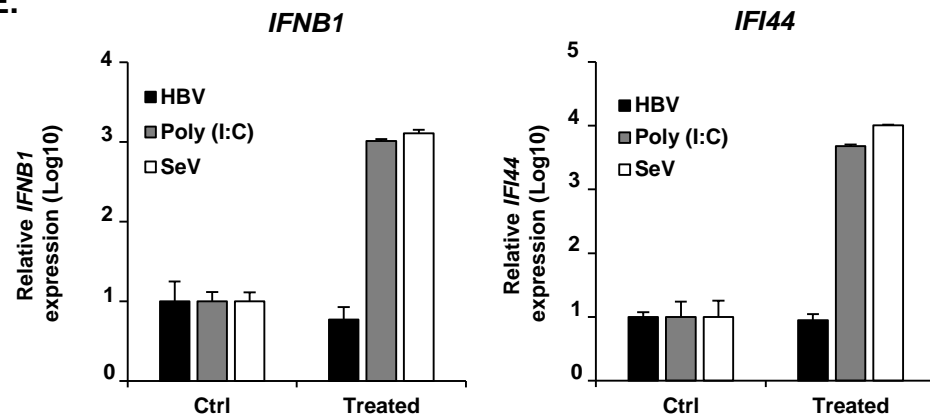 E.
IFNB1
Relative IFNB1
expression (Log10)
4
3
2
1
0
HBV
Poly (I:C)
SeV
Ctrl
Treated
IFI44
Relative IFI44
expression (Log10)
5
4
3
2
1
0
HBV
Poly (I:C)
SeV
Ctrl
Treated